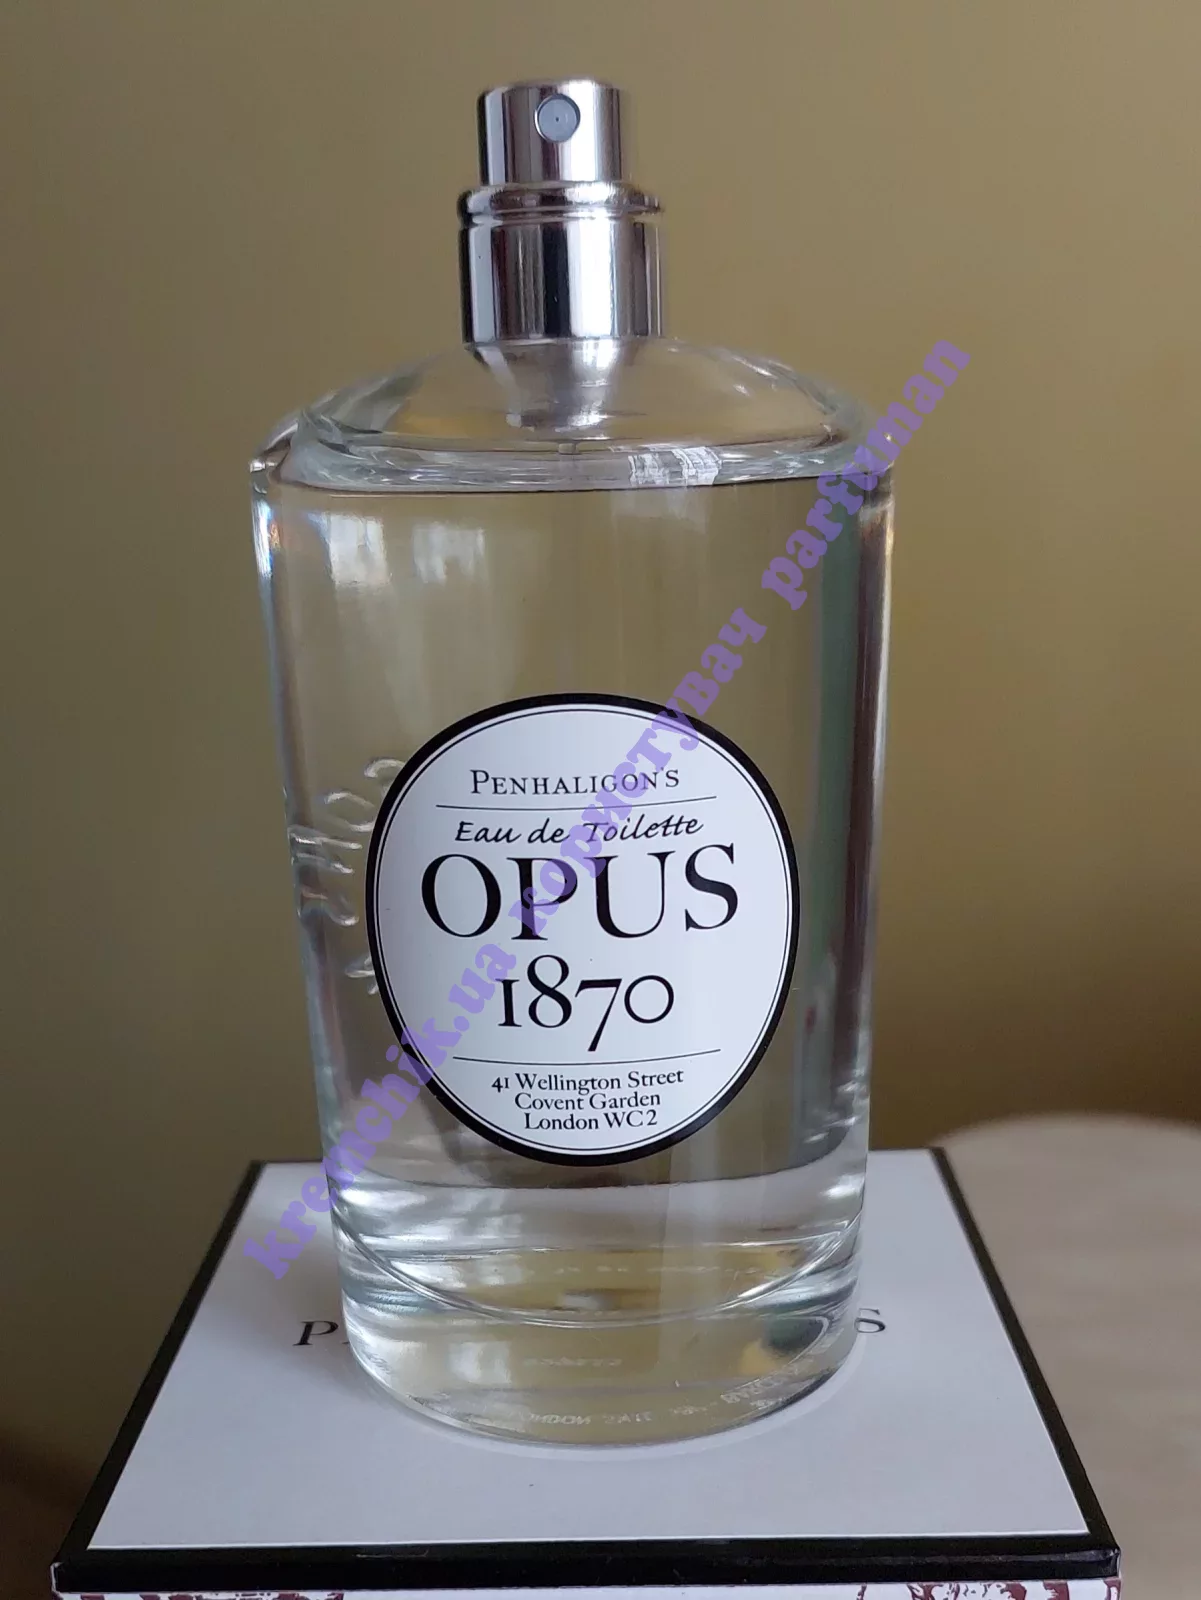 PENHALIGON'S
Eau de Toilette
OPUS
1870
41 Wellington Street
Covent Garden
London WC2
kremchik.ua користувач parfuman